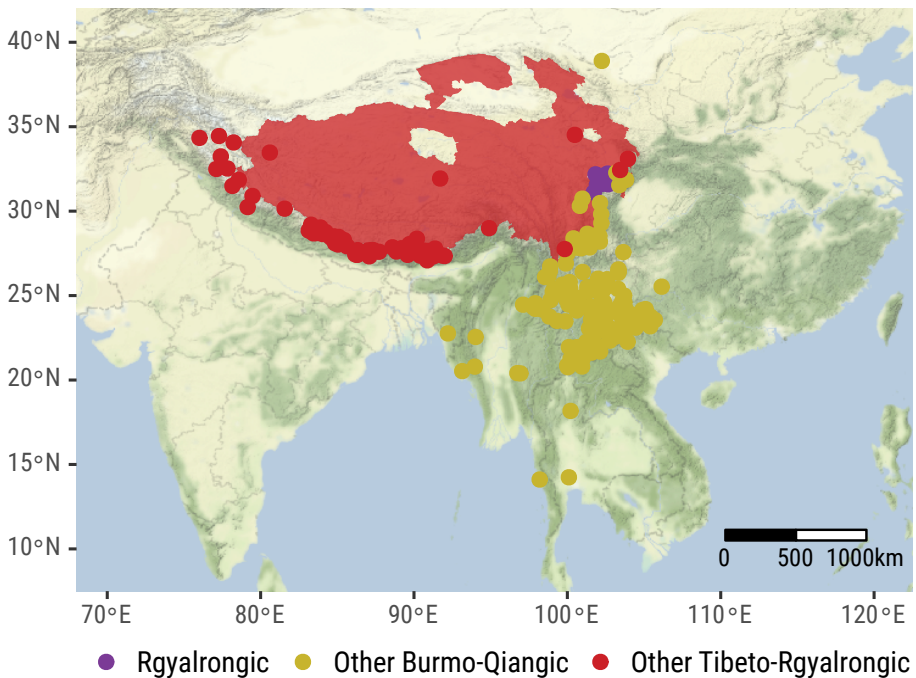 40°N
35°N
30°N
25°N
20°N
15°N
10°N
0 500 1000km
70°E 80°E 90°E 100°E 110°E 120°E
Rgyalrongic Other Burmo-Qiangic Other Tibeto-Rgyalrongic